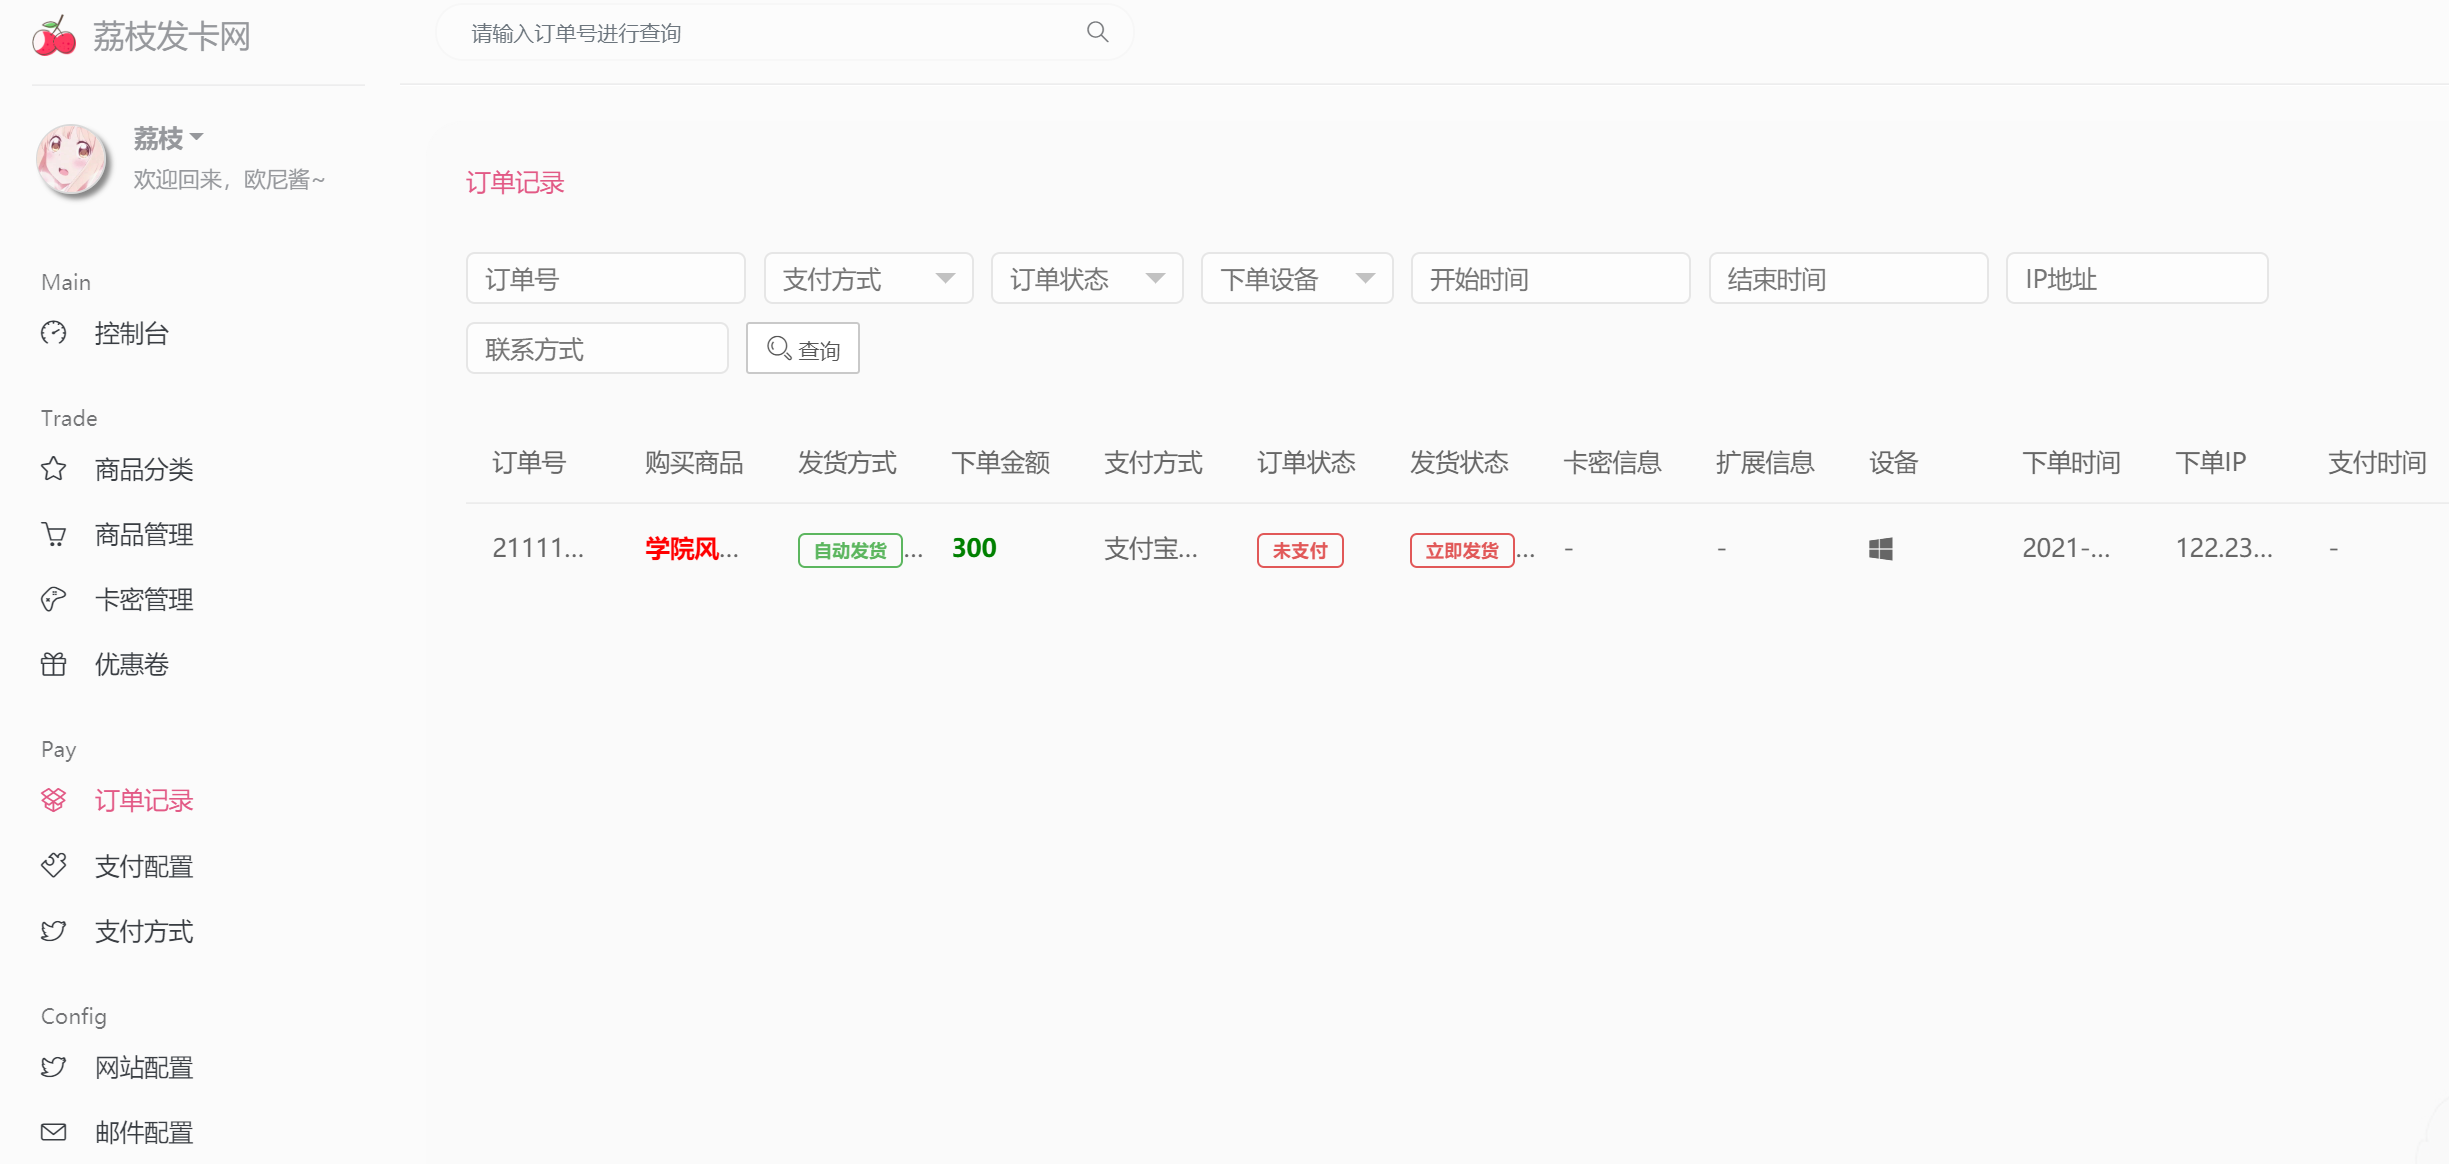 荔枝发卡网
请输入订单号进行查询
荔枝
欢迎回来，欧尼酱~
Main
控制台
Trade
商品分类
商品管理
卡密管理
优惠卷
Pay
订单记录
支付配置
支付方式
Config
网站配置
邮件配置
订单记录
订单号 支付方式 订单状态 下单设备 开始时间 结束时间 IP地址
联系方式 查询
订单号 购买商品 发货方式 下单金额 支付方式 订单状态 发货状态 卡密信息 扩展信息 设备 下单时间 下单IP 支付时间
21111... 学院风... 自动发货... 300 支付宝... 未支付 立即发货... - - 2021-... 122.23... -